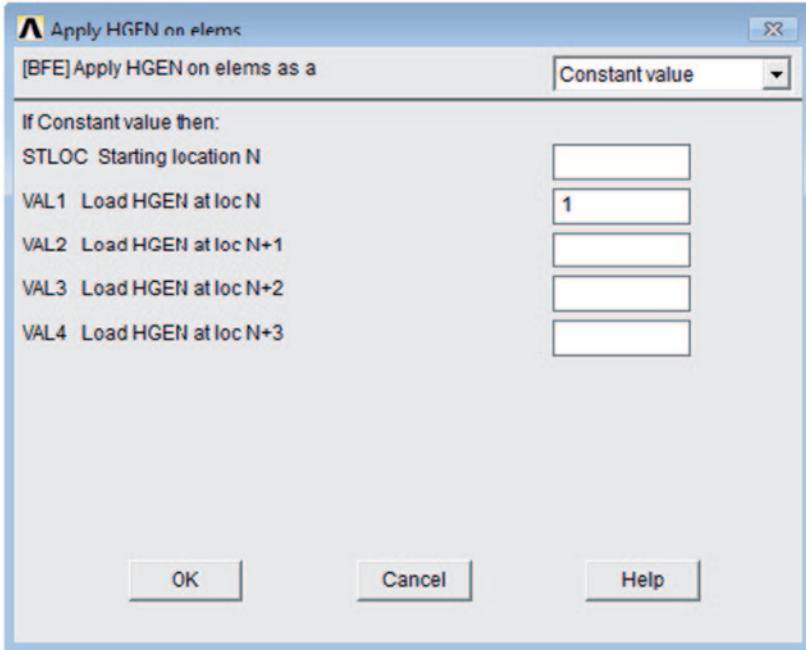 Apply HGEN on elems
[BFE] Apply HGEN on elems as a Constant value
If Constant value then:
STLOC Starting location N
VAL1 Load HGEN at loc N 1
VAL2 Load HGEN at loc N+1
VAL3 Load HGEN at loc N+2
VAL4 Load HGEN at loc N+3
OK Cancel Help